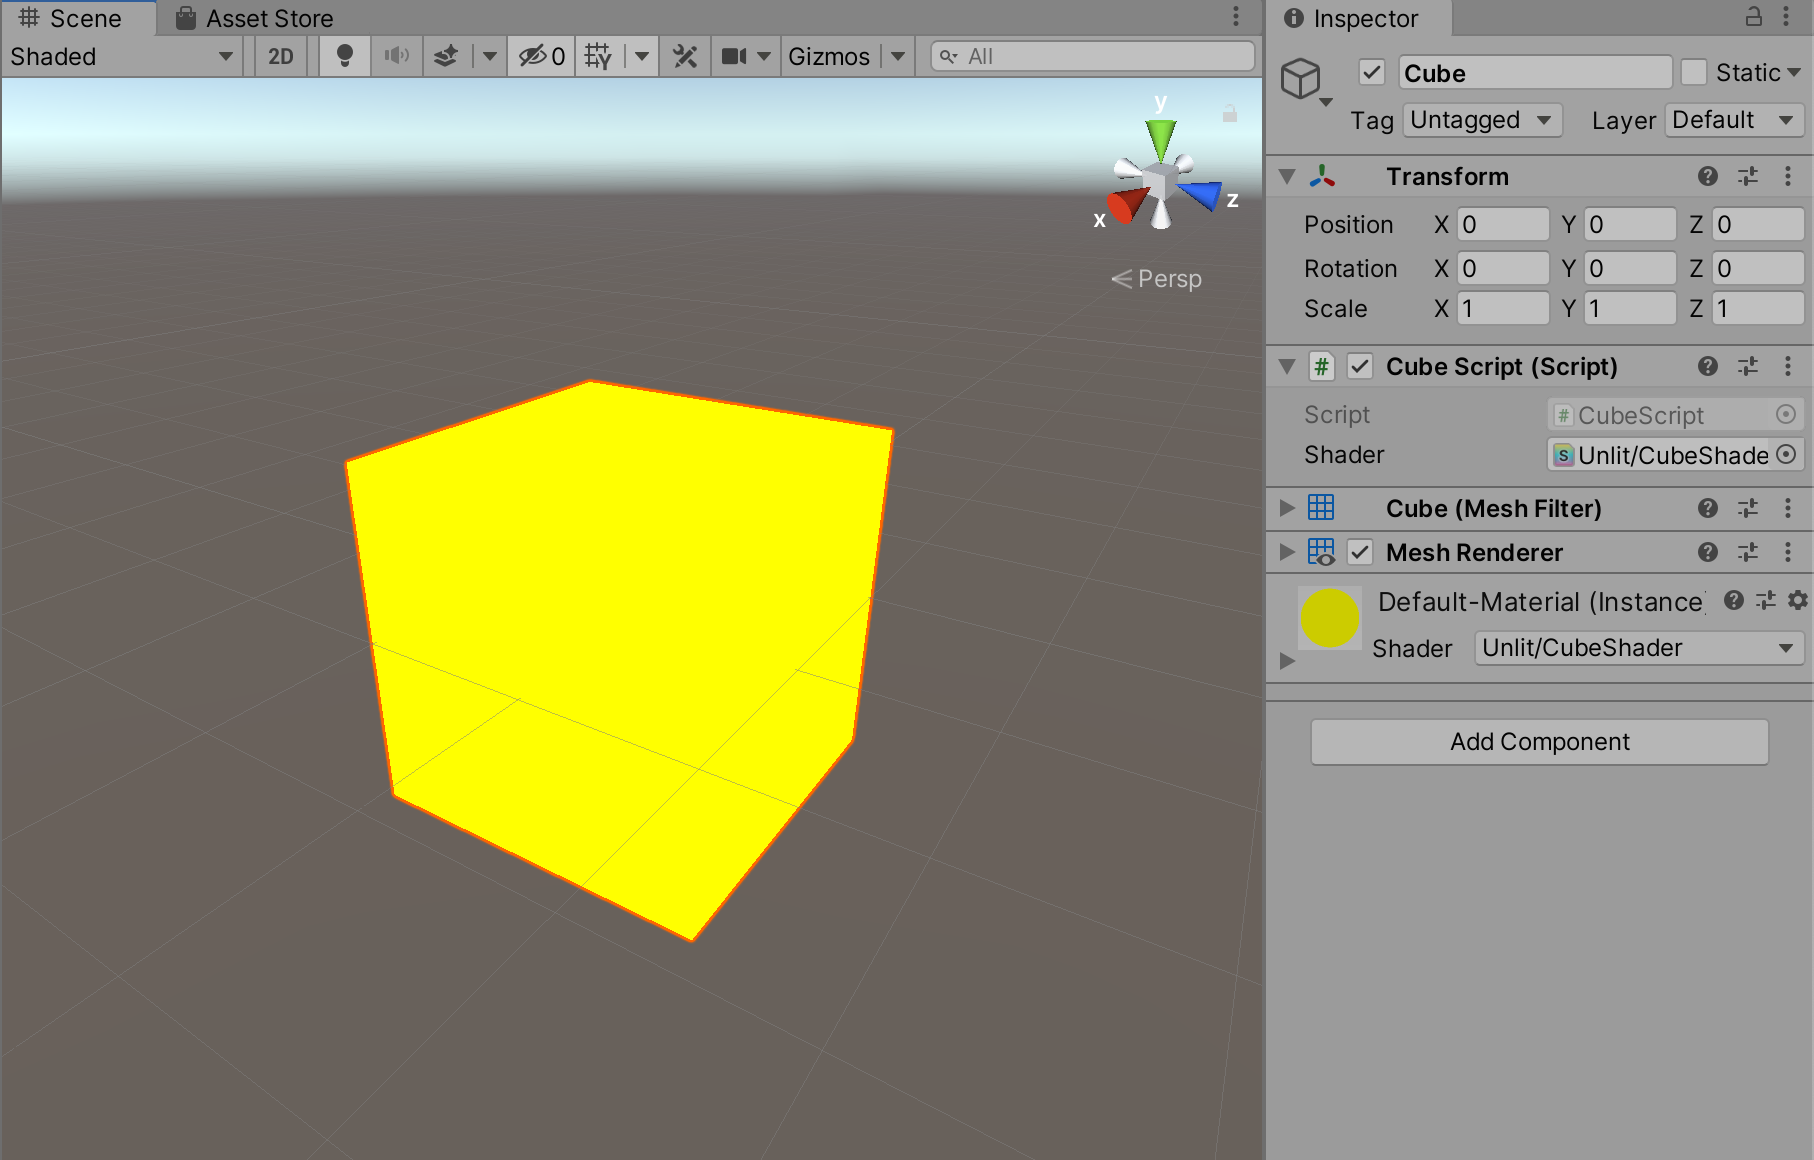 Scene
Asset Store
Shaded
2D
0
Gizmos
All
y
x
z
Persp
Inspector
Cube
Static
Tag Untagged Layer Default
Transform
Position X 0 Y 0 Z 0
Rotation X 0 Y 0 Z 0
Scale X 1 Y 1 Z 1
# Cube Script (Script)
Script # CubeScript
Shader S Unlit/CubeShade
Cube (Mesh Filter)
Mesh Renderer
Default-Material (Instance
Shader Unlit/CubeShader
Add Component